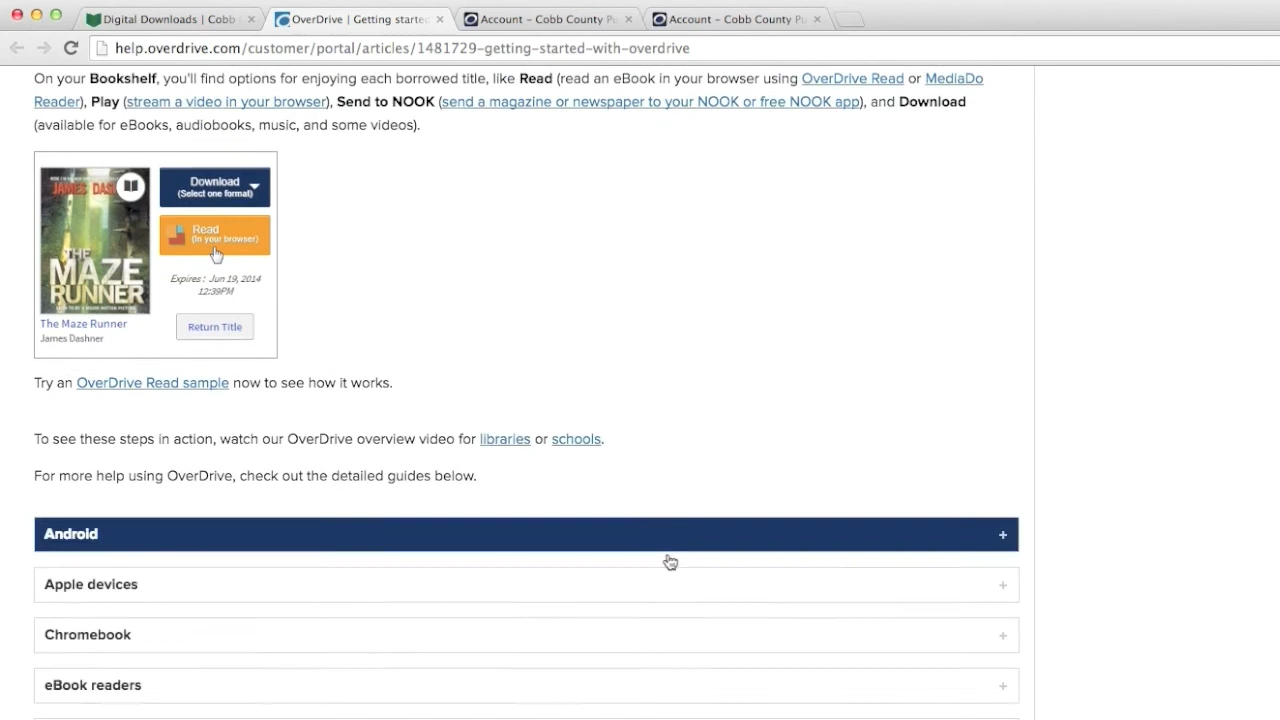 Digital Downloads | Cobb
OverDrive | Getting starte
Account – Cobb County Pu
Account – Cobb County Pu
help.overdrive.com/customer/portal/articles/1481729-getting-started-with-overdrive
On your Bookshelf, you'll find options for enjoying each borrowed title, like Read (read an eBook in your browser using OverDrive Read or MediaDo
Reader), Play (stream a video in your browser), Send to NOOK (send a magazine or newspaper to your NOOK or free NOOK app), and Download
(available for eBooks, audiobooks, music, and some videos).
JAMES DAS
THE
MAZE
RUNNER
Download
(Select one format)
Read
(In your browser)
Expires : Jun 19, 2014
12:39PM
The Maze Runner
James Dashner
Return Title
Try an OverDrive Read sample now to see how it works.
To see these steps in action, watch our OverDrive overview video for libraries or schools.
For more help using OverDrive, check out the detailed guides below.
Android +
Apple devices +
Chromebook +
eBook readers +